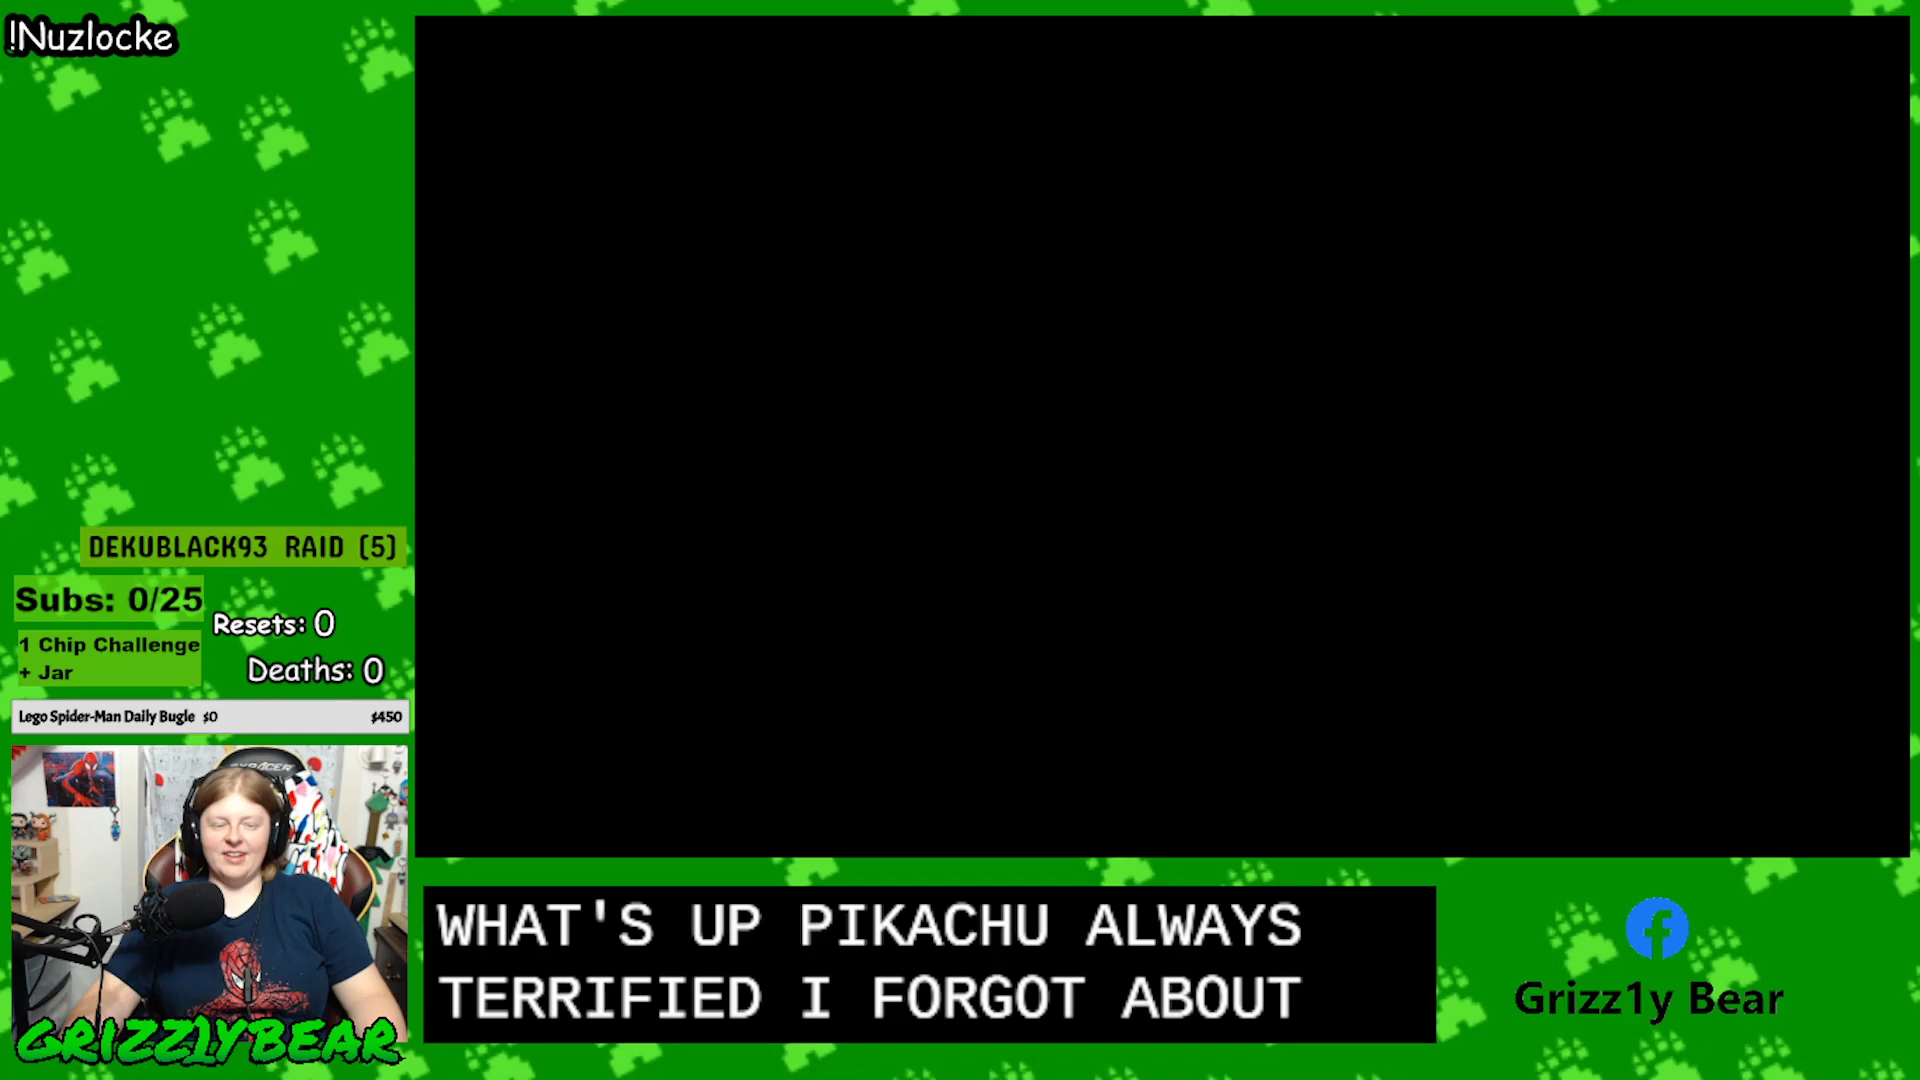 !Nuzlocke
DEKUBLACK93 RAID (5)
Subs: 0/25
Resets: 0
1 Chip Challenge
+ Jar
Deaths: 0
Lego Spider-Man Daily Bugle $0 $450
GRIZZ1YBEAR
WHAT'S UP PIKACHU ALWAYS
TERRIFIED I FORGOT ABOUT
Grizz1y Bear